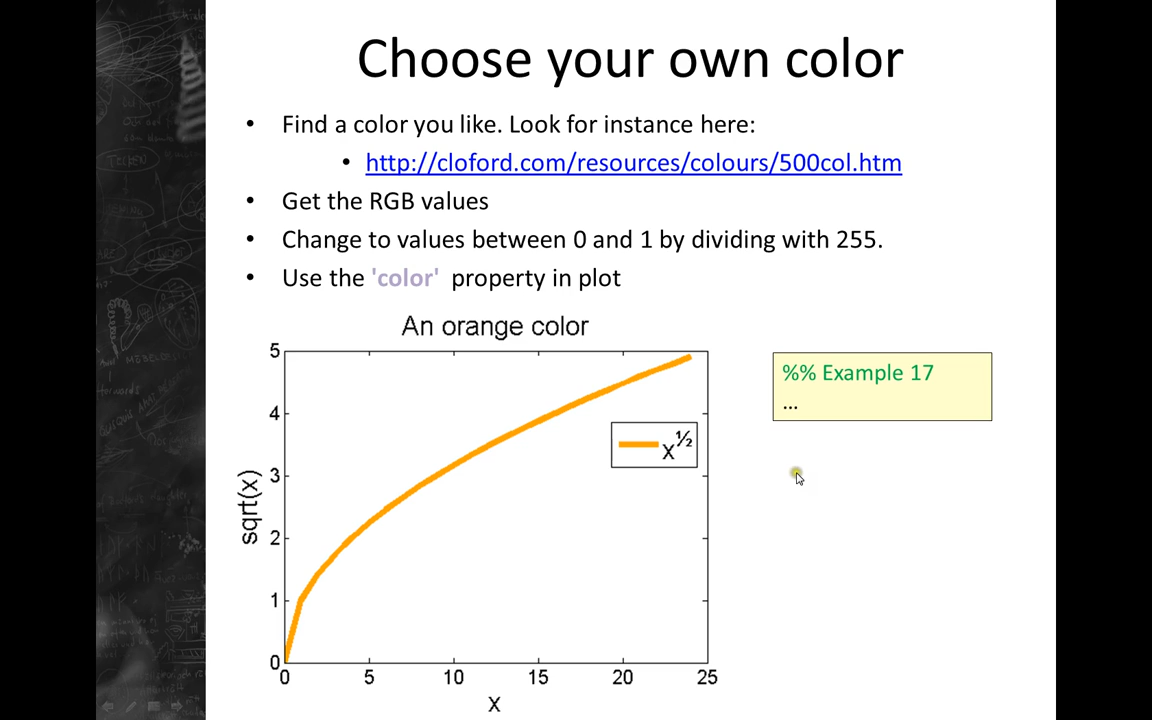 Choose your own color
• Find a color you like. Look for instance here:
• http://cloford.com/resources/colours/500col.htm
• Get the RGB values
• Change to values between 0 and 1 by dividing with 255.
• Use the 'color' property in plot
An orange color
5
4
3
2
1
0
sqrt(x)
x^½
0 5 10 15 20 25
x
%% Example 17
...